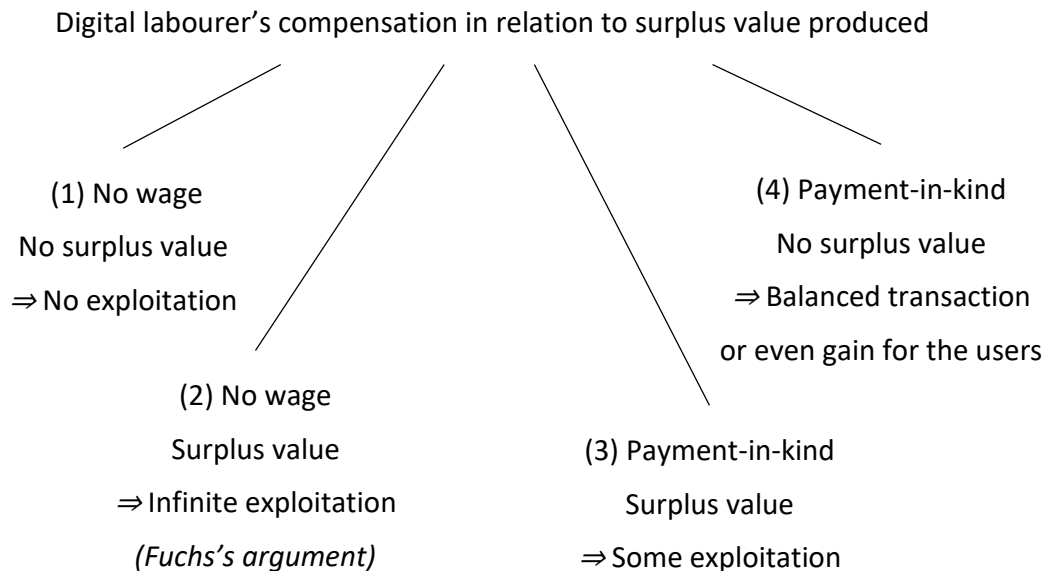 Digital labourer’s compensation in relation to surplus value produced
(1) No wage
No surplus value
⇒ No exploitation
(2) No wage
Surplus value
⇒ Infinite exploitation
(Fuchs’s argument)
(3) Payment-in-kind
Surplus value
⇒ Some exploitation
(4) Payment-in-kind
No surplus value
⇒ Balanced transaction
or even gain for the users